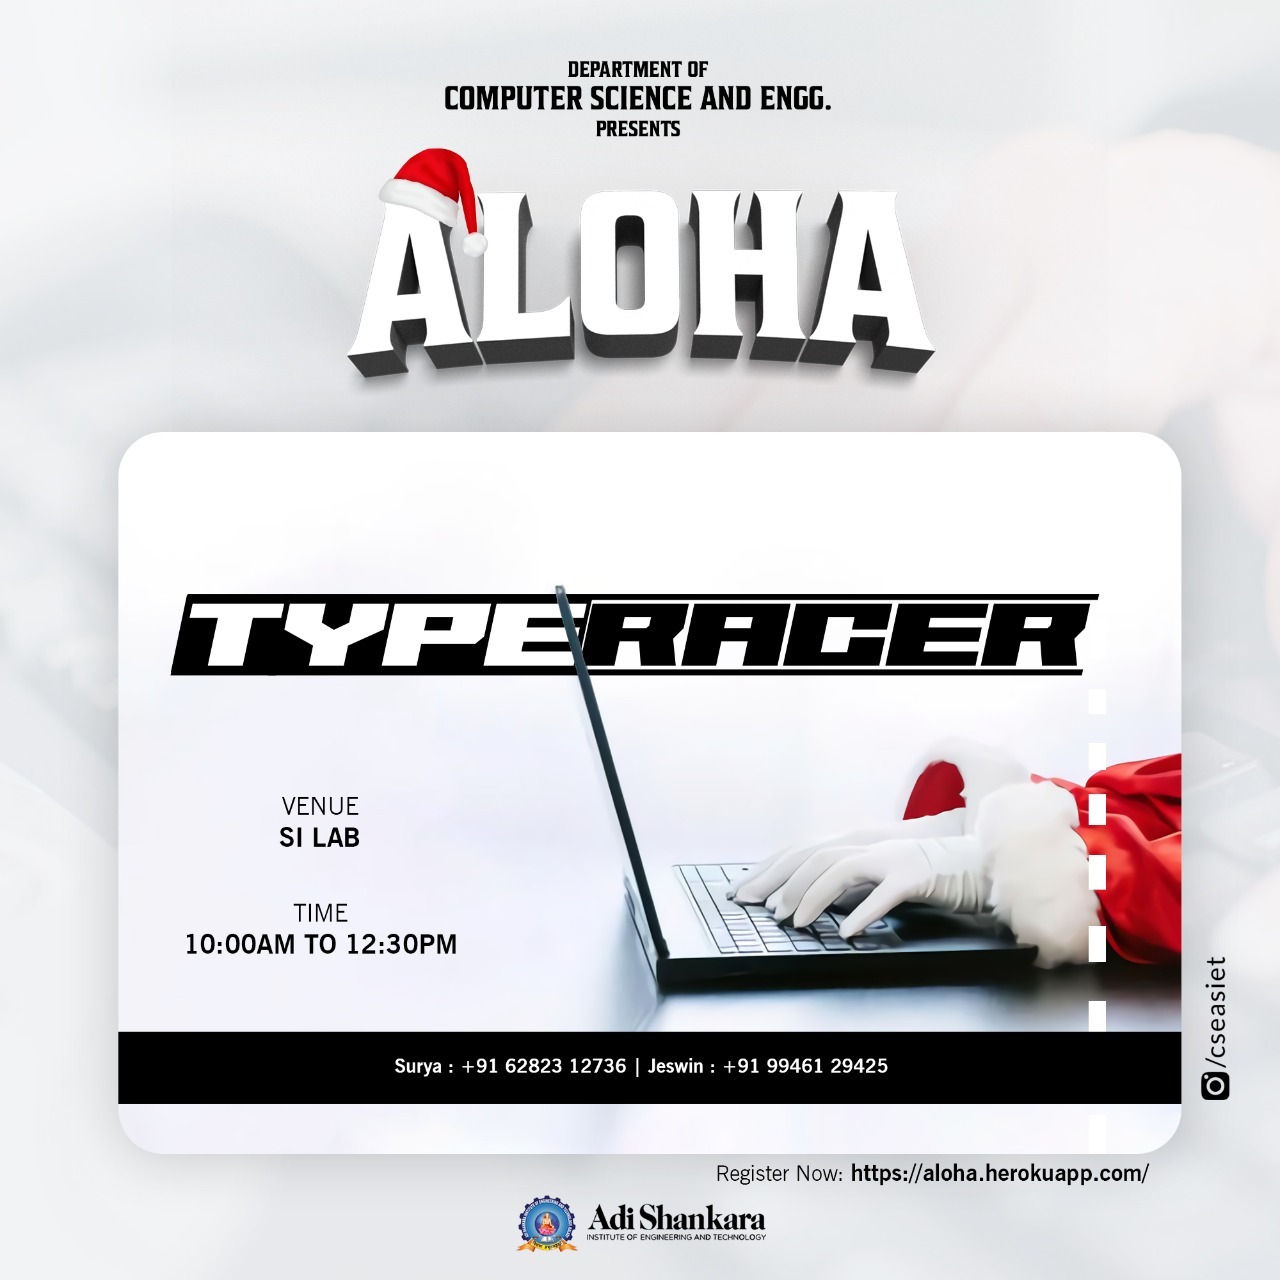 DEPARTMENT OF
COMPUTER SCIENCE AND ENGG.
PRESENTS
ALOHA
TYPERACER
VENUE
SI LAB
TIME
10:00AM TO 12:30PM
Surya : +91 62823 12736 | Jeswin : +91 99461 29425
/cseasiet
Register Now: https://aloha.herokuapp.com/
Adi Shankara
INSTITUTE OF ENGINEERING AND TECHNOLOGY